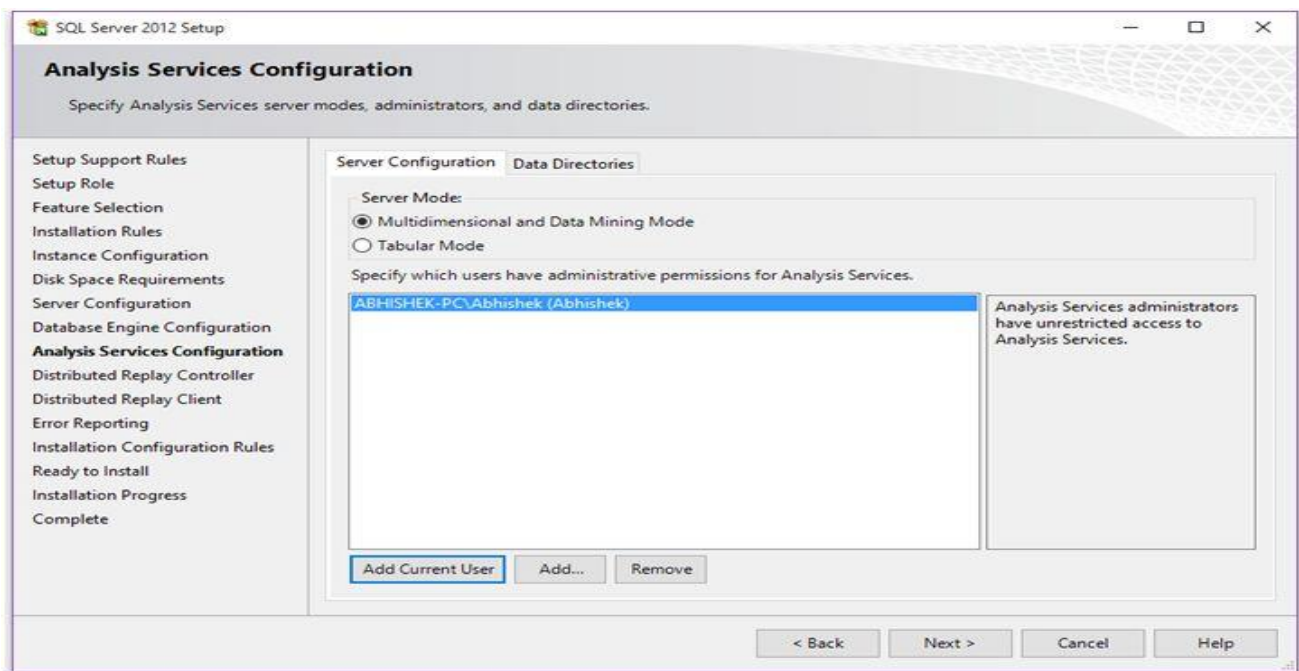 SQL Server 2012 Setup
Analysis Services Configuration
Specify Analysis Services server modes, administrators, and data directories.
Setup Support Rules
Setup Role
Feature Selection
Installation Rules
Instance Configuration
Disk Space Requirements
Server Configuration
Database Engine Configuration
Analysis Services Configuration
Distributed Replay Controller
Distributed Replay Client
Error Reporting
Installation Configuration Rules
Ready to Install
Installation Progress
Complete
Server Configuration Data Directories
Server Mode:
Multidimensional and Data Mining Mode
Tabular Mode
Specify which users have administrative permissions for Analysis Services.
ABHISHEK-PC\Abhishek (Abhishek)
Analysis Services administrators
have unrestricted access to
Analysis Services.
Add Current User Add... Remove
< Back Next > Cancel Help